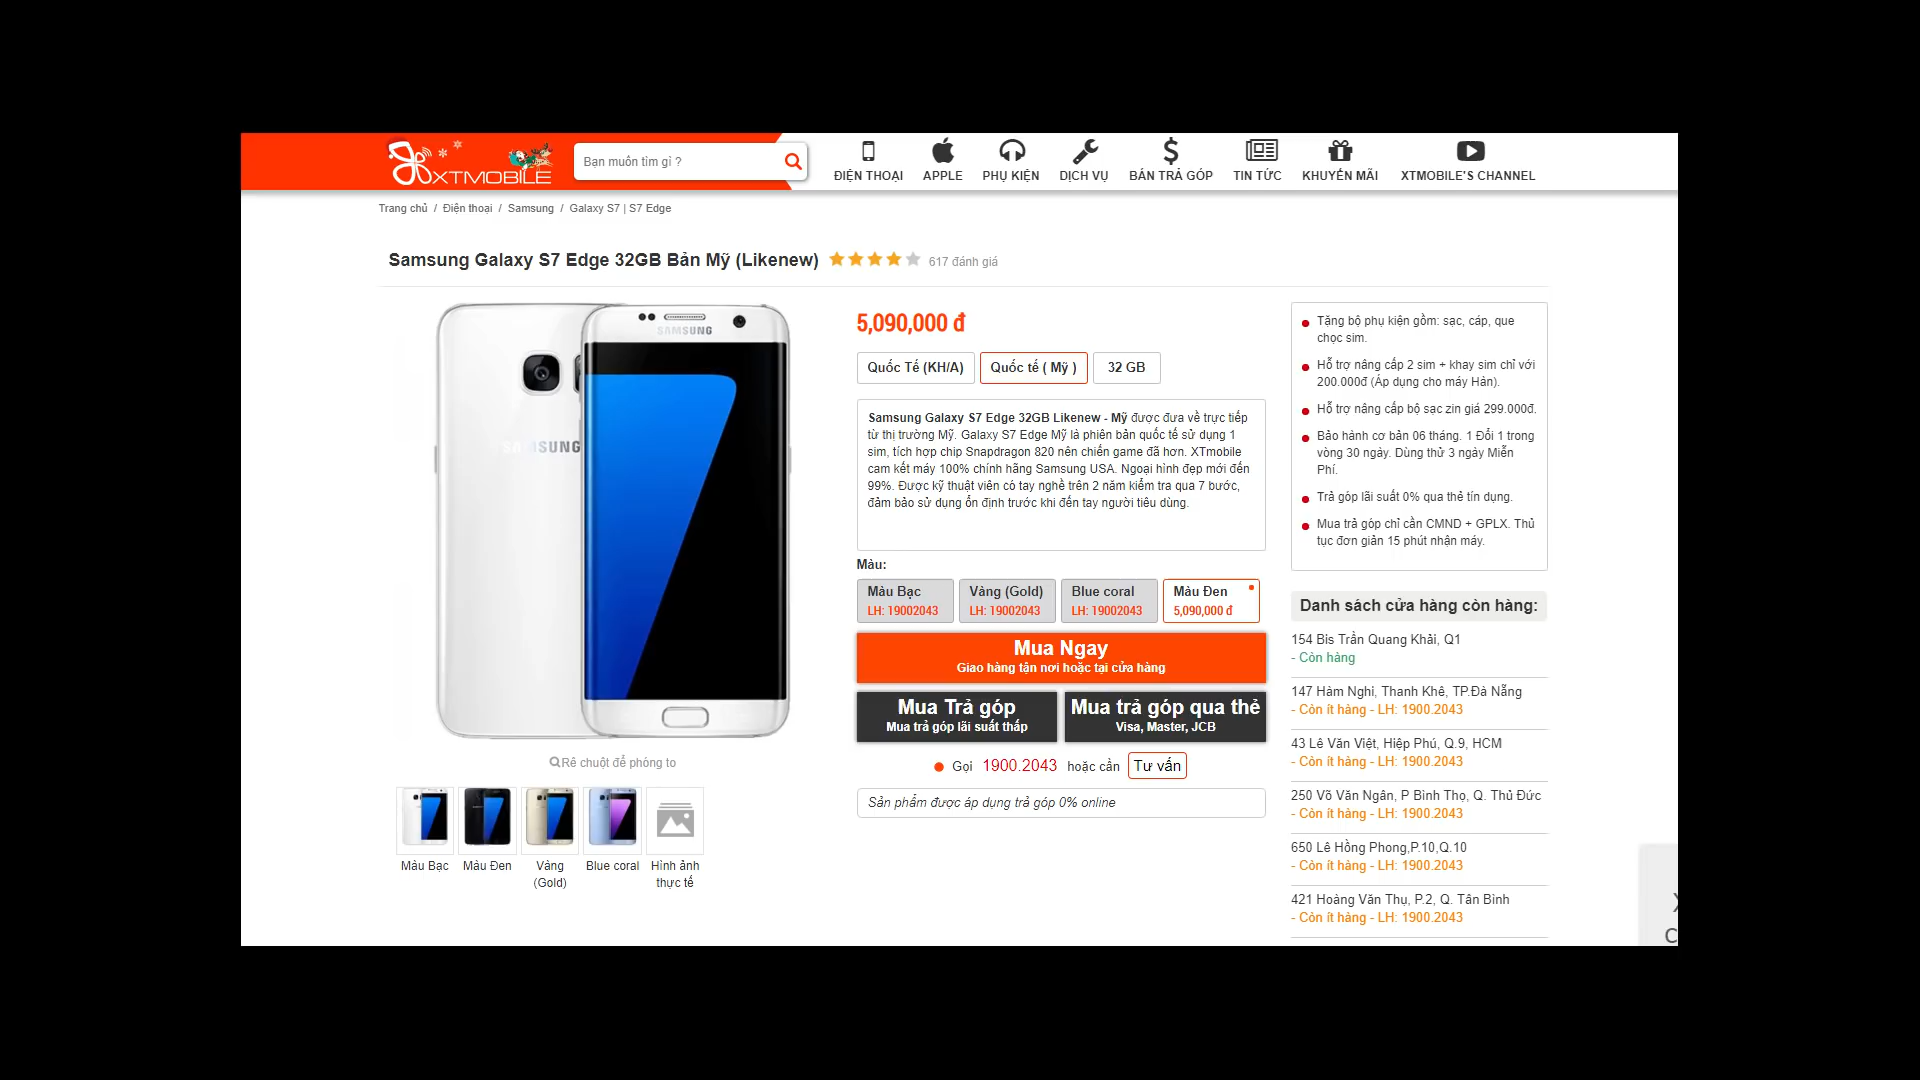 XTMOBILE
Bạn muốn tìm gì ?
ĐIỆN THOẠI
APPLE
PHỤ KIỆN
DỊCH VỤ
BÁN TRẢ GÓP
TIN TỨC
KHUYẾN MÃI
XTMOBILE'S CHANNEL
Trang chủ / Điện thoại / Samsung / Galaxy S7 | S7 Edge
Samsung Galaxy S7 Edge 32GB Bản Mỹ (Likenew) 617 đánh giá
SAMSUNG
SAMSUNG
Rê chuột để phóng to
Màu Bạc
Màu Đen
Vàng
(Gold)
Blue coral
Hình ảnh
thực tế
5,090,000 đ
Quốc Tế (KH/A)
Quốc tế ( Mỹ )
32 GB
Samsung Galaxy S7 Edge 32GB Likenew - Mỹ được đưa về trực tiếp
từ thị trường Mỹ. Galaxy S7 Edge Mỹ là phiên bản quốc tế sử dụng 1
sim, tích hợp chip Snapdragon 820 nên chiến game đã hơn. XTmobile
cam kết máy 100% chính hãng Samsung USA. Ngoại hình đẹp mới đến
99%. Được kỹ thuật viên có tay nghề trên 2 năm kiểm tra qua 7 bước,
đảm bảo sử dụng ổn định trước khi đến tay người tiêu dùng.
Màu:
Màu Bạc
LH: 19002043
Vàng (Gold)
LH: 19002043
Blue coral
LH: 19002043
Màu Đen
5,090,000 đ
Mua Ngay
Giao hàng tận nơi hoặc tại cửa hàng
Mua Trả góp
Mua trả góp lãi suất thấp
Mua trả góp qua thẻ
Visa, Master, JCB
Gọi 1900.2043 hoặc cần Tư vấn
Sản phẩm được áp dụng trả góp 0% online
Tặng bộ phụ kiện gồm: sạc, cáp, que
chọc sim.
Hỗ trợ nâng cấp 2 sim + khay sim chỉ với
200.000đ (Áp dụng cho máy Hàn).
Hỗ trợ nâng cấp bộ sạc zin giá 299.000đ.
Bảo hành cơ bản 06 tháng. 1 Đổi 1 trong
vòng 30 ngày. Dùng thử 3 ngày Miễn
Phí.
Trả góp lãi suất 0% qua thẻ tín dụng.
Mua trả góp chỉ cần CMND + GPLX. Thủ
tục đơn giản 15 phút nhận máy.
Danh sách cửa hàng còn hàng:
154 Bis Trần Quang Khải, Q1
- Còn hàng
147 Hàm Nghi, Thanh Khê, TP.Đà Nẵng
- Còn ít hàng - LH: 1900.2043
43 Lê Văn Việt, Hiệp Phú, Q.9, HCM
- Còn ít hàng - LH: 1900.2043
250 Võ Văn Ngân, P Bình Thọ, Q. Thủ Đức
- Còn ít hàng - LH: 1900.2043
650 Lê Hồng Phong,P.10,Q.10
- Còn ít hàng - LH: 1900.2043
421 Hoàng Văn Thụ, P.2, Q. Tân Bình
- Còn ít hàng - LH: 1900.2043